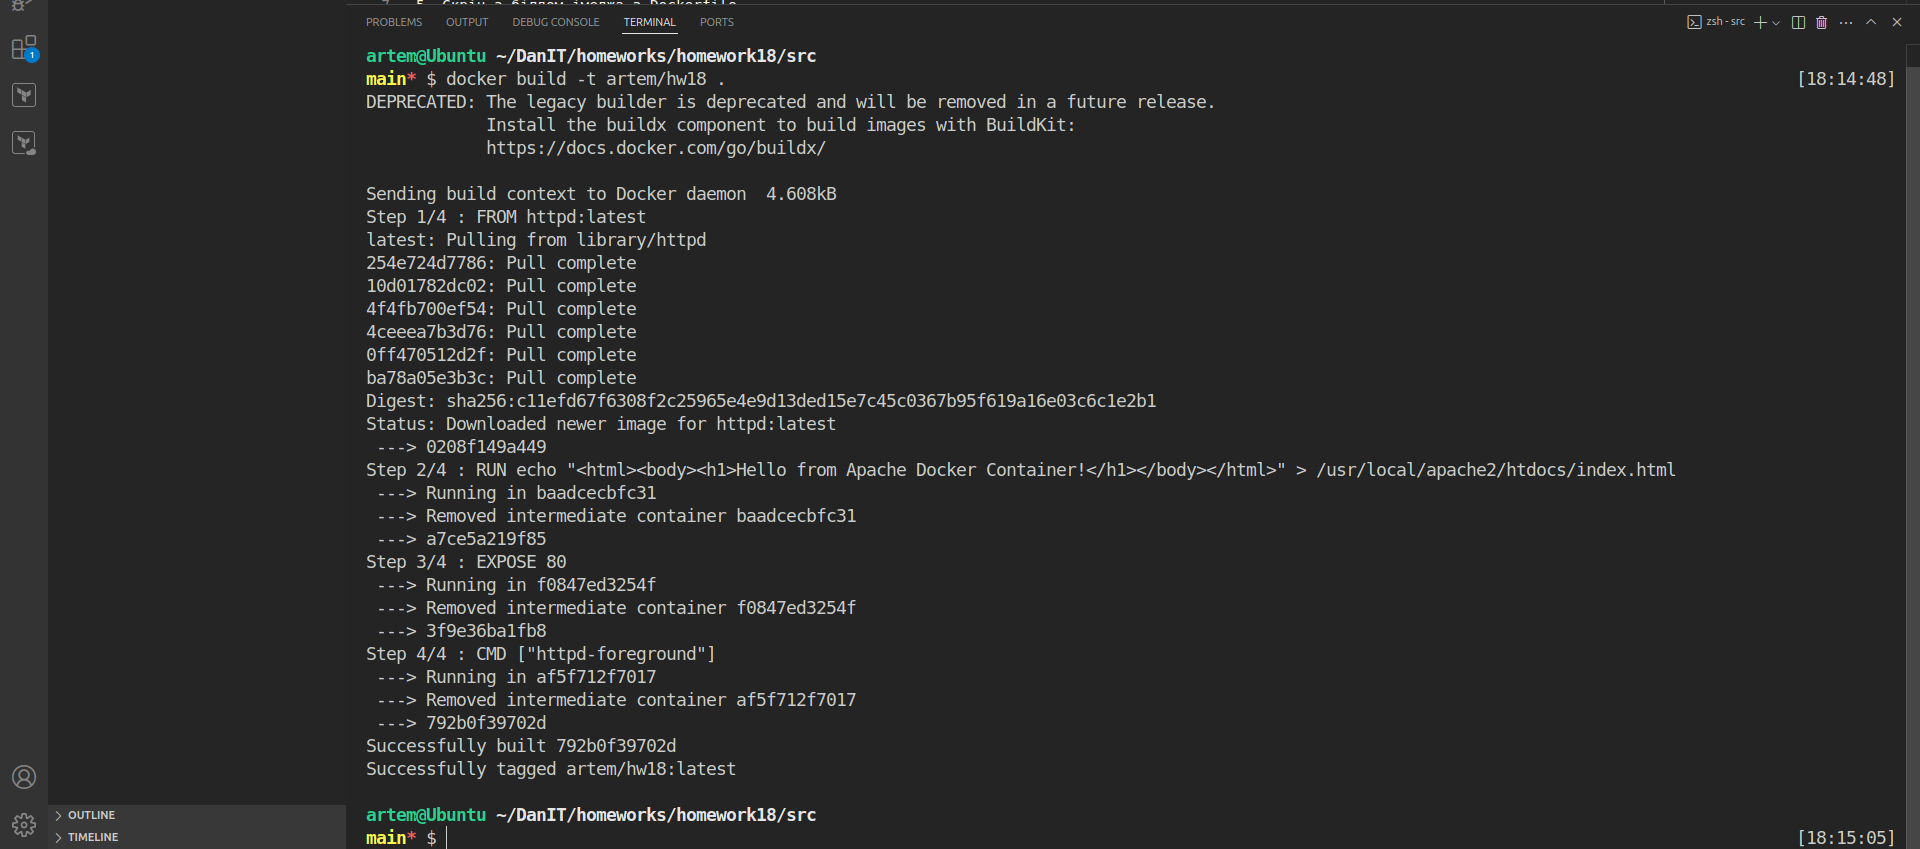 5. Скрін з білдом іміджа з Dockerfile
PROBLEMS OUTPUT DEBUG CONSOLE TERMINAL PORTS
zsh - src
1
artem@Ubuntu ~/DanIT/homeworks/homework18/src
main* $ docker build -t artem/hw18 . [18:14:48]
DEPRECATED: The legacy builder is deprecated and will be removed in a future release.
Install the buildx component to build images with BuildKit:
https://docs.docker.com/go/buildx/
Sending build context to Docker daemon 4.608kB
Step 1/4 : FROM httpd:latest
latest: Pulling from library/httpd
254e724d7786: Pull complete
10d01782dc02: Pull complete
4f4fb700ef54: Pull complete
4ceeea7b3d76: Pull complete
0ff470512d2f: Pull complete
ba78a05e3b3c: Pull complete
Digest: sha256:c11efd67f6308f2c25965e4e9d13ded15e7c45c0367b95f619a16e03c6c1e2b1
Status: Downloaded newer image for httpd:latest
---> 0208f149a449
Step 2/4 : RUN echo "<html><body><h1>Hello from Apache Docker Container!</h1></body></html>" > /usr/local/apache2/htdocs/index.html
---> Running in baadcecbfc31
---> Removed intermediate container baadcecbfc31
---> a7ce5a219f85
Step 3/4 : EXPOSE 80
---> Running in f0847ed3254f
---> Removed intermediate container f0847ed3254f
---> 3f9e36ba1fb8
Step 4/4 : CMD ["httpd-foreground"]
---> Running in af5f712f7017
---> Removed intermediate container af5f712f7017
---> 792b0f39702d
Successfully built 792b0f39702d
Successfully tagged artem/hw18:latest
artem@Ubuntu ~/DanIT/homeworks/homework18/src
main* $ [18:15:05]
OUTLINE
TIMELINE